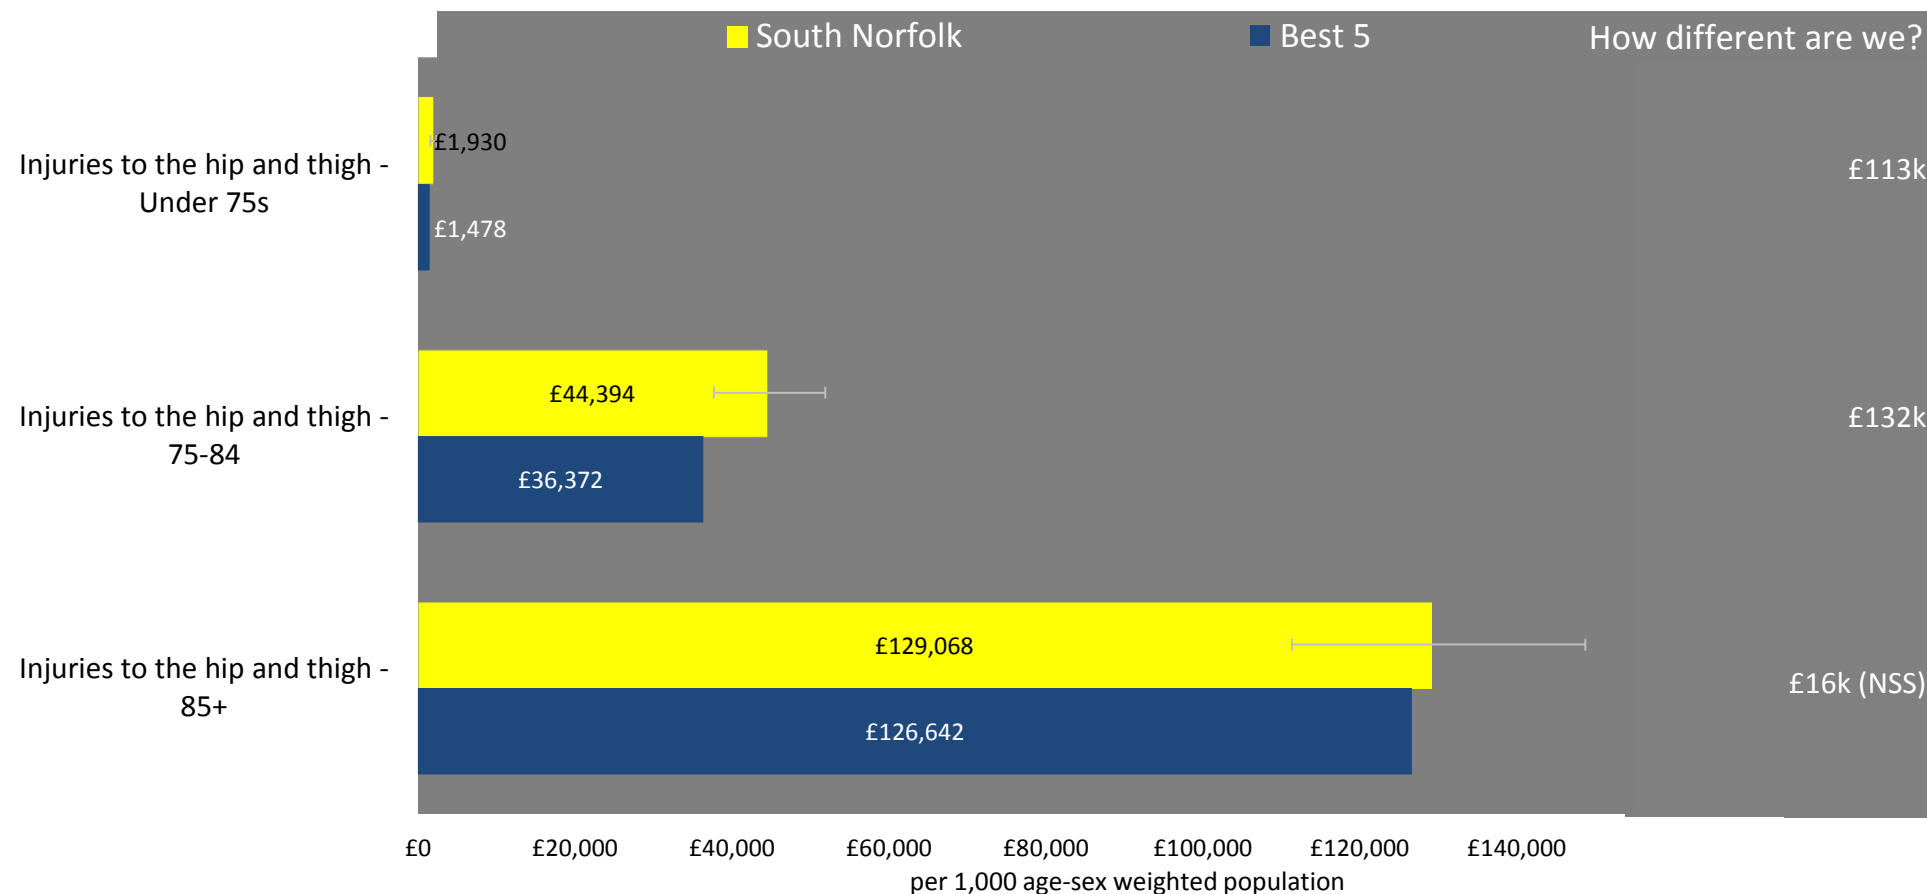 South Norfolk
Best 5
How different are we?
Injuries to the hip and thigh -
Under 75s
£1,930
£1,478
£113k
Injuries to the hip and thigh -
75-84
£44,394
£36,372
£132k
Injuries to the hip and thigh -
85+
£129,068
£126,642
£16k (NSS)
£0 £20,000 £40,000 £60,000 £80,000 £100,000 £120,000 £140,000
per 1,000 age-sex weighted population